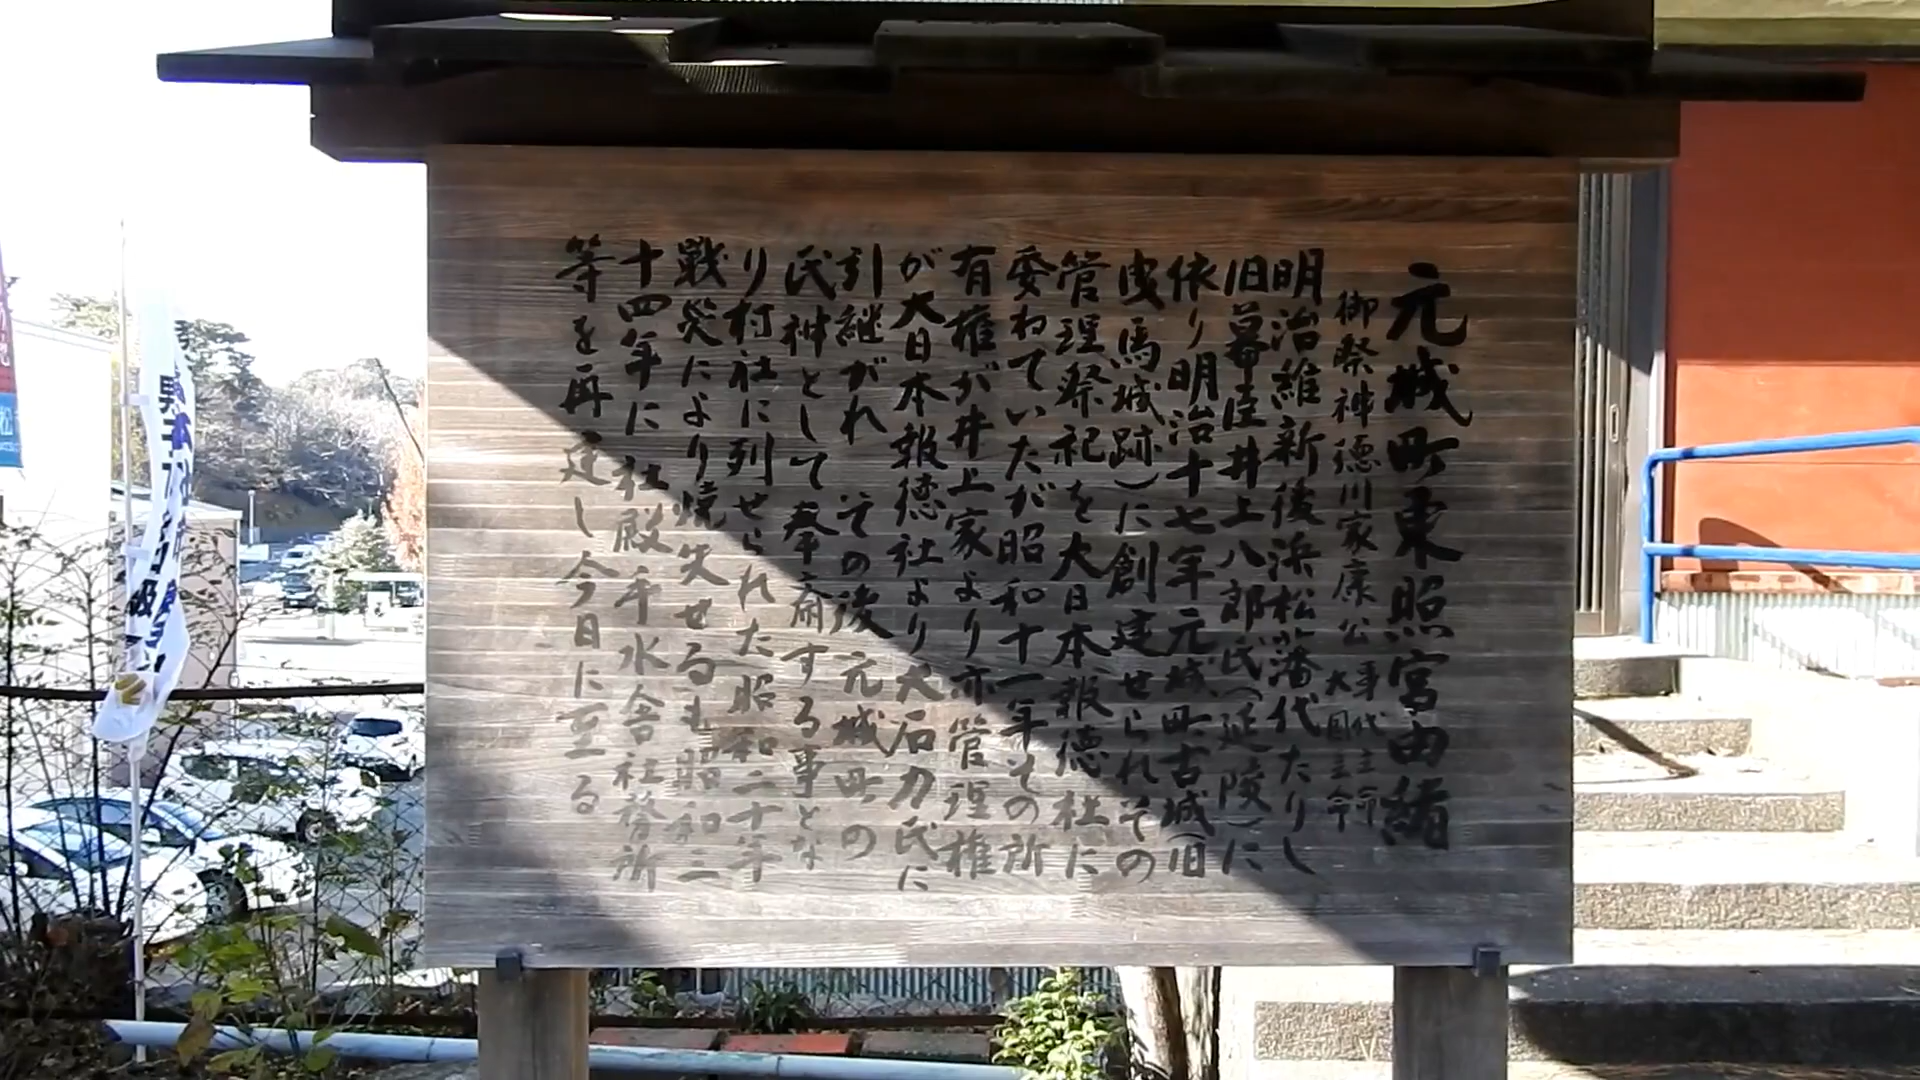 元城町東照宮由緒
御祭神徳川家康公 事代主命 大国主命
明治維新後浜松藩代たりし
旧幕臣井上八郎氏(延陵)に
依り明治十七年元城町古城(旧
曳馬城跡)に創建せられその
管理祭祀を大日本報徳社に
委ねていたが昭和十一年その所
有権が井上家より亦管理権
が大日本報徳社より大石力氏に
引継がれ その後元城町の
氏神として奉斎する事とな
り村社に列せられた昭和二十年
戦災により焼失せるも昭和三
十四年に社殿手水舎社務所
等を再建し今日に至る